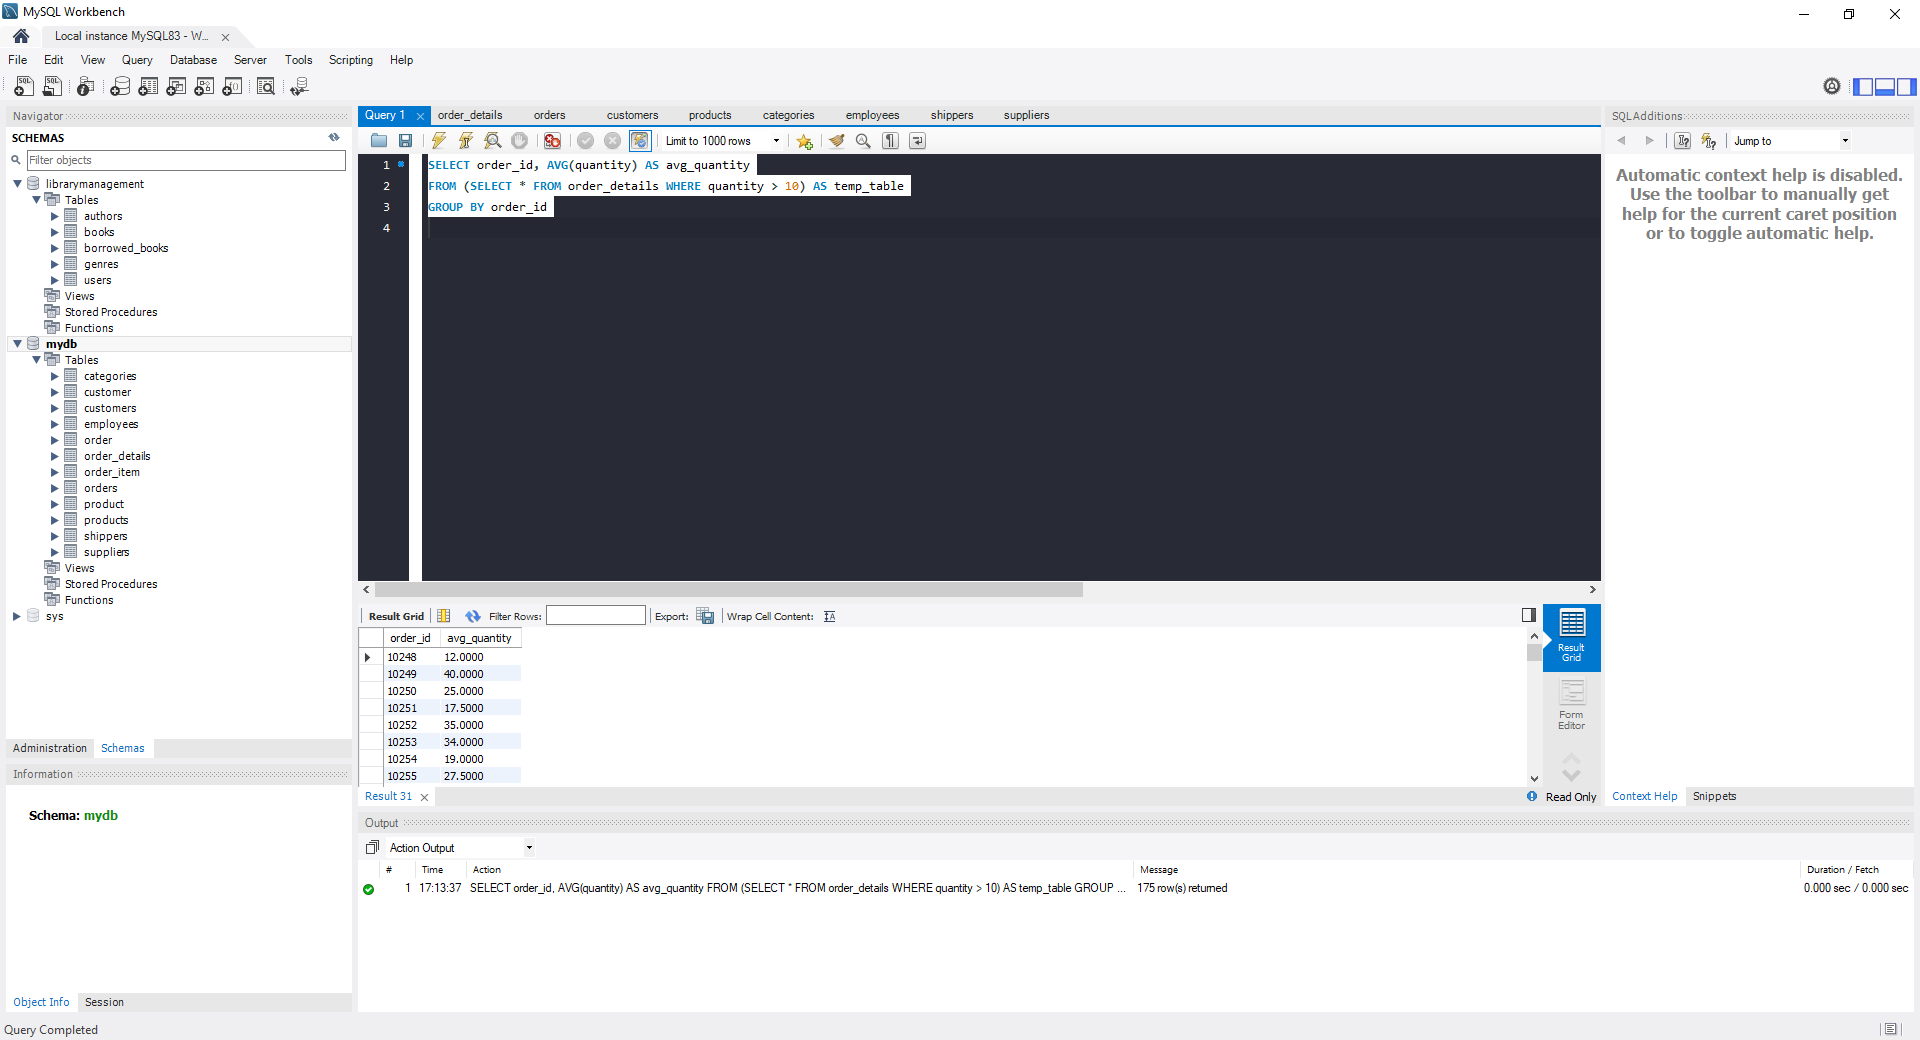 MySQL Workbench
Local instance MySQL83 - W...
File Edit View Query Database Server Tools Scripting Help
Navigator
SCHEMAS
Filter objects
librarymanagement
Tables
authors
books
borrowed_books
genres
users
Views
Stored Procedures
Functions
mydb
Tables
categories
customer
customers
employees
order
order_details
order_item
orders
product
products
shippers
suppliers
Views
Stored Procedures
Functions
sys
Administration Schemas
Information
Schema: mydb
Object Info Session
Query 1 order_details orders customers products categories employees shippers suppliers
Limit to 1000 rows
1 SELECT order_id, AVG(quantity) AS avg_quantity
2 FROM (SELECT * FROM order_details WHERE quantity > 10) AS temp_table
3 GROUP BY order_id
4
Result Grid Filter Rows: Export: Wrap Cell Content:
order_id avg_quantity
10248 12.0000
10249 40.0000
10250 25.0000
10251 17.5000
10252 35.0000
10253 34.0000
10254 19.0000
10255 27.5000
Result Grid
Form Editor
Result 31 Read Only
Output
Action Output
# Time Action Message Duration / Fetch
1 17:13:37 SELECT order_id, AVG(quantity) AS avg_quantity FROM (SELECT * FROM order_details WHERE quantity > 10) AS temp_table GROUP ... 175 row(s) returned 0.000 sec / 0.000 sec
SQLAdditions
Jump to
Automatic context help is disabled.
Use the toolbar to manually get
help for the current caret position
or to toggle automatic help.
Context Help Snippets
Query Completed